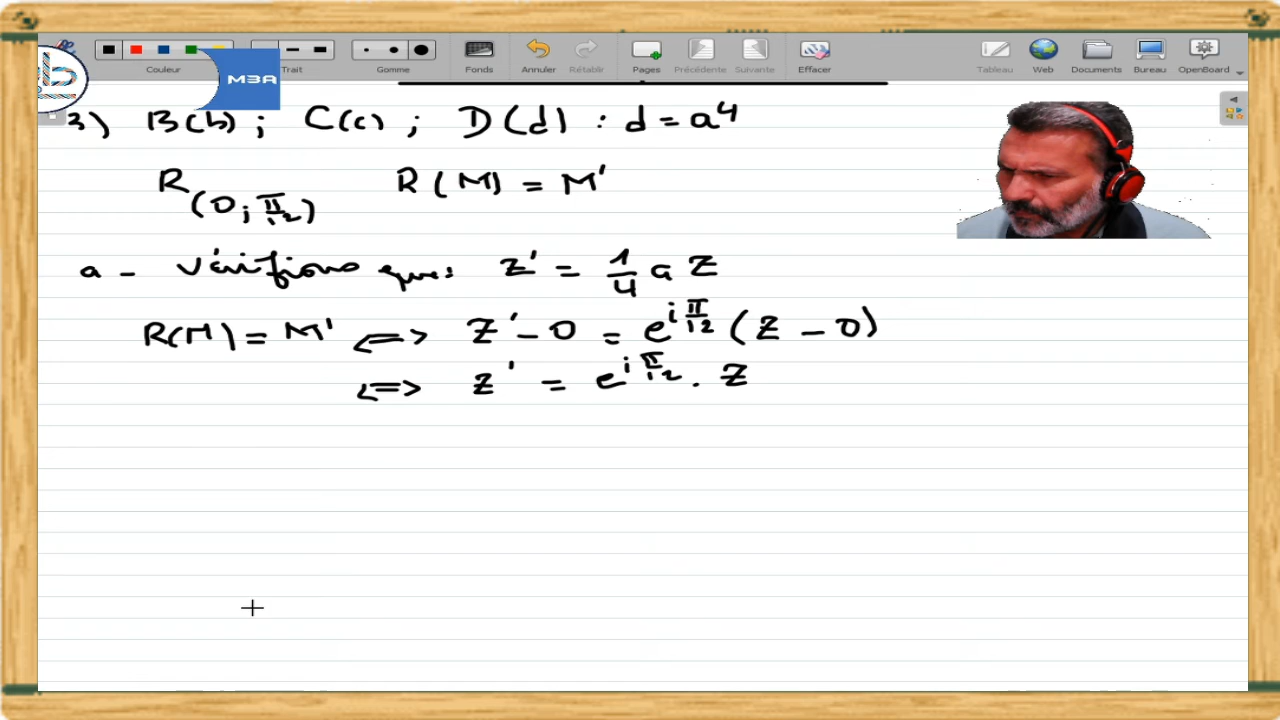 Couleur Trait Gomme Fonds Annuler Rétablir Pages Précédente Suivante Effacer Tableau Web Documents Bureau OpenBoard
b M3A
3) B(b) ; C(c) ; D(d) : d = a⁴
R(O; π/12) R(M) = M'
a - Vérifions que: z' = 1/4 a z
R(M) = M' <=> z' - 0 = e^(iπ/12) (z - 0)
<=> z' = e^(iπ/12) . z